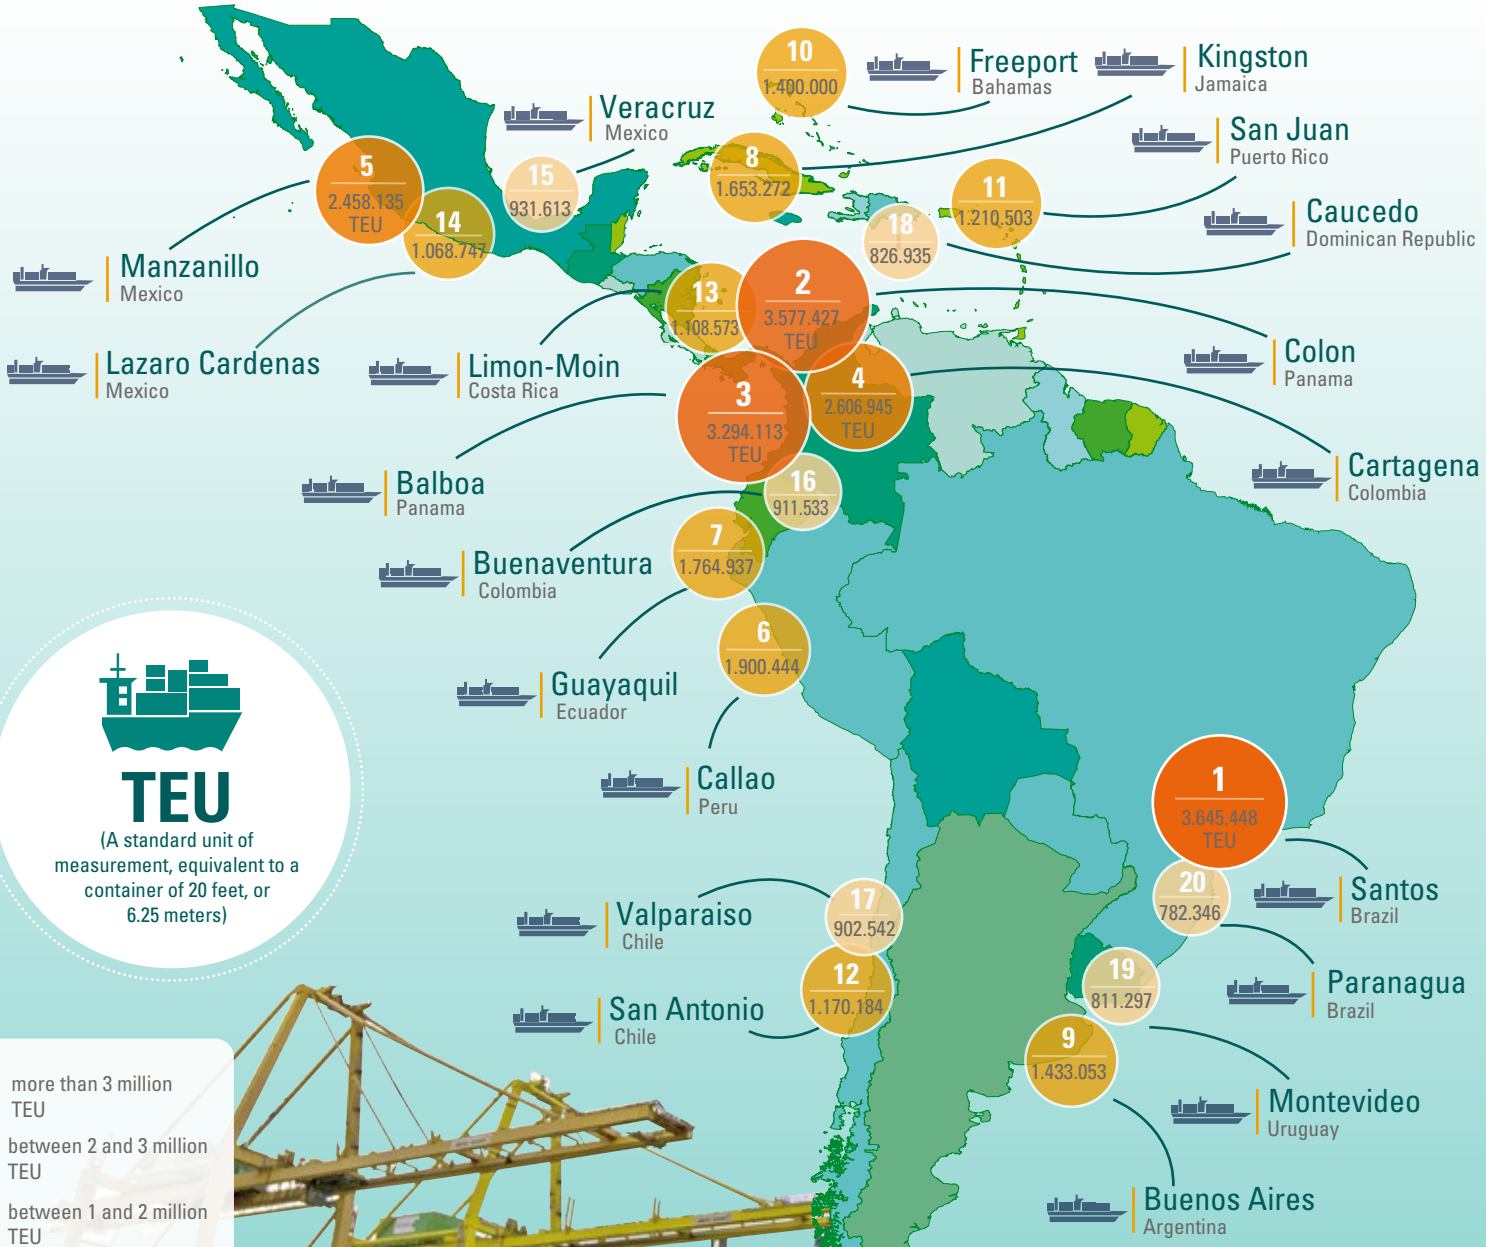 10
1.400.000
Freeport
Bahamas
Kingston
Jamaica
Veracruz
Mexico
San Juan
Puerto Rico
5
2.458.135
TEU
14
1.068.747
15
931.613
8
1.653.272
11
1.210.503
18
826.935
Caucedo
Dominican Republic
Manzanillo
Mexico
13
1.108.573
2
3.577.427
TEU
Lazaro Cardenas
Mexico
Limon-Moin
Costa Rica
Colon
Panama
3
3.294.113
TEU
4
2.606.945
TEU
Balboa
Panama
Cartagena
Colombia
16
911.533
Buenaventura
Colombia
7
1.764.937
6
1.900.444
Guayaquil
Ecuador
Callao
Peru
TEU
(A standard unit of
measurement, equivalent to a
container of 20 feet, or
6.25 meters)
1
3.645.448
TEU
20
782.346
Santos
Brazil
Valparaiso
Chile
17
902.542
12
1.170.184
San Antonio
Chile
19
811.297
Paranagua
Brazil
9
1.433.053
Montevideo
Uruguay
Buenos Aires
Argentina
more than 3 million
TEU
between 2 and 3 million
TEU
between 1 and 2 million
TEU